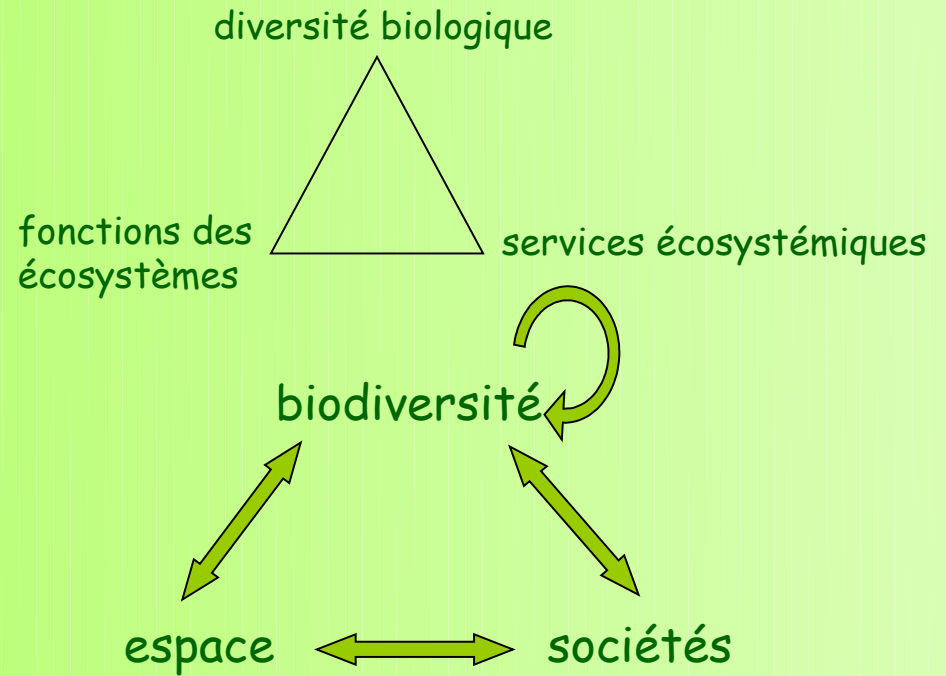 diversité biologique
fonctions des
écosystèmes
services écosystémiques
biodiversité
espace
sociétés